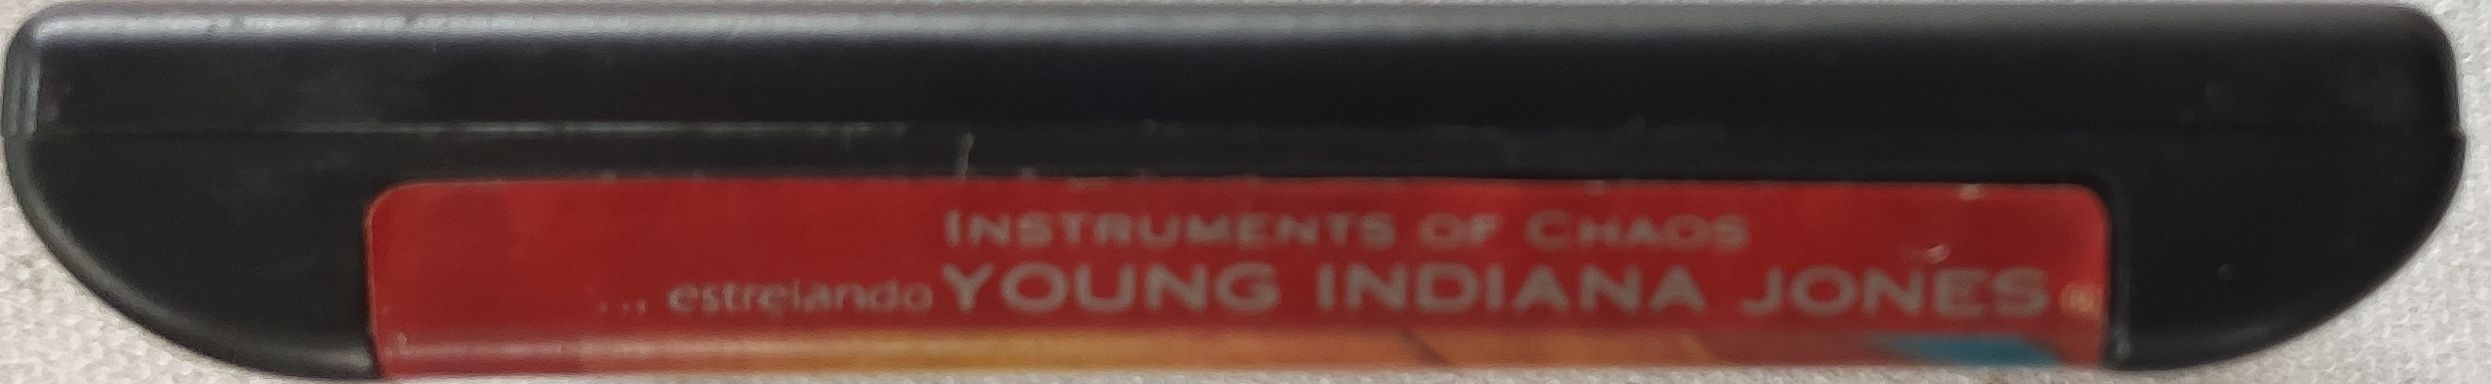 INSTRUMENTS OF CHAOS
... estrelando YOUNG INDIANA JONES